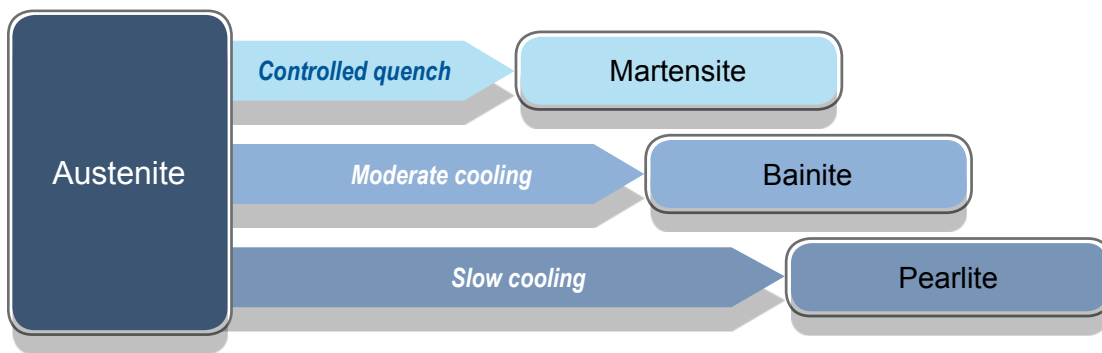 Controlled quench
Martensite
Austenite
Moderate cooling
Bainite
Slow cooling
Pearlite